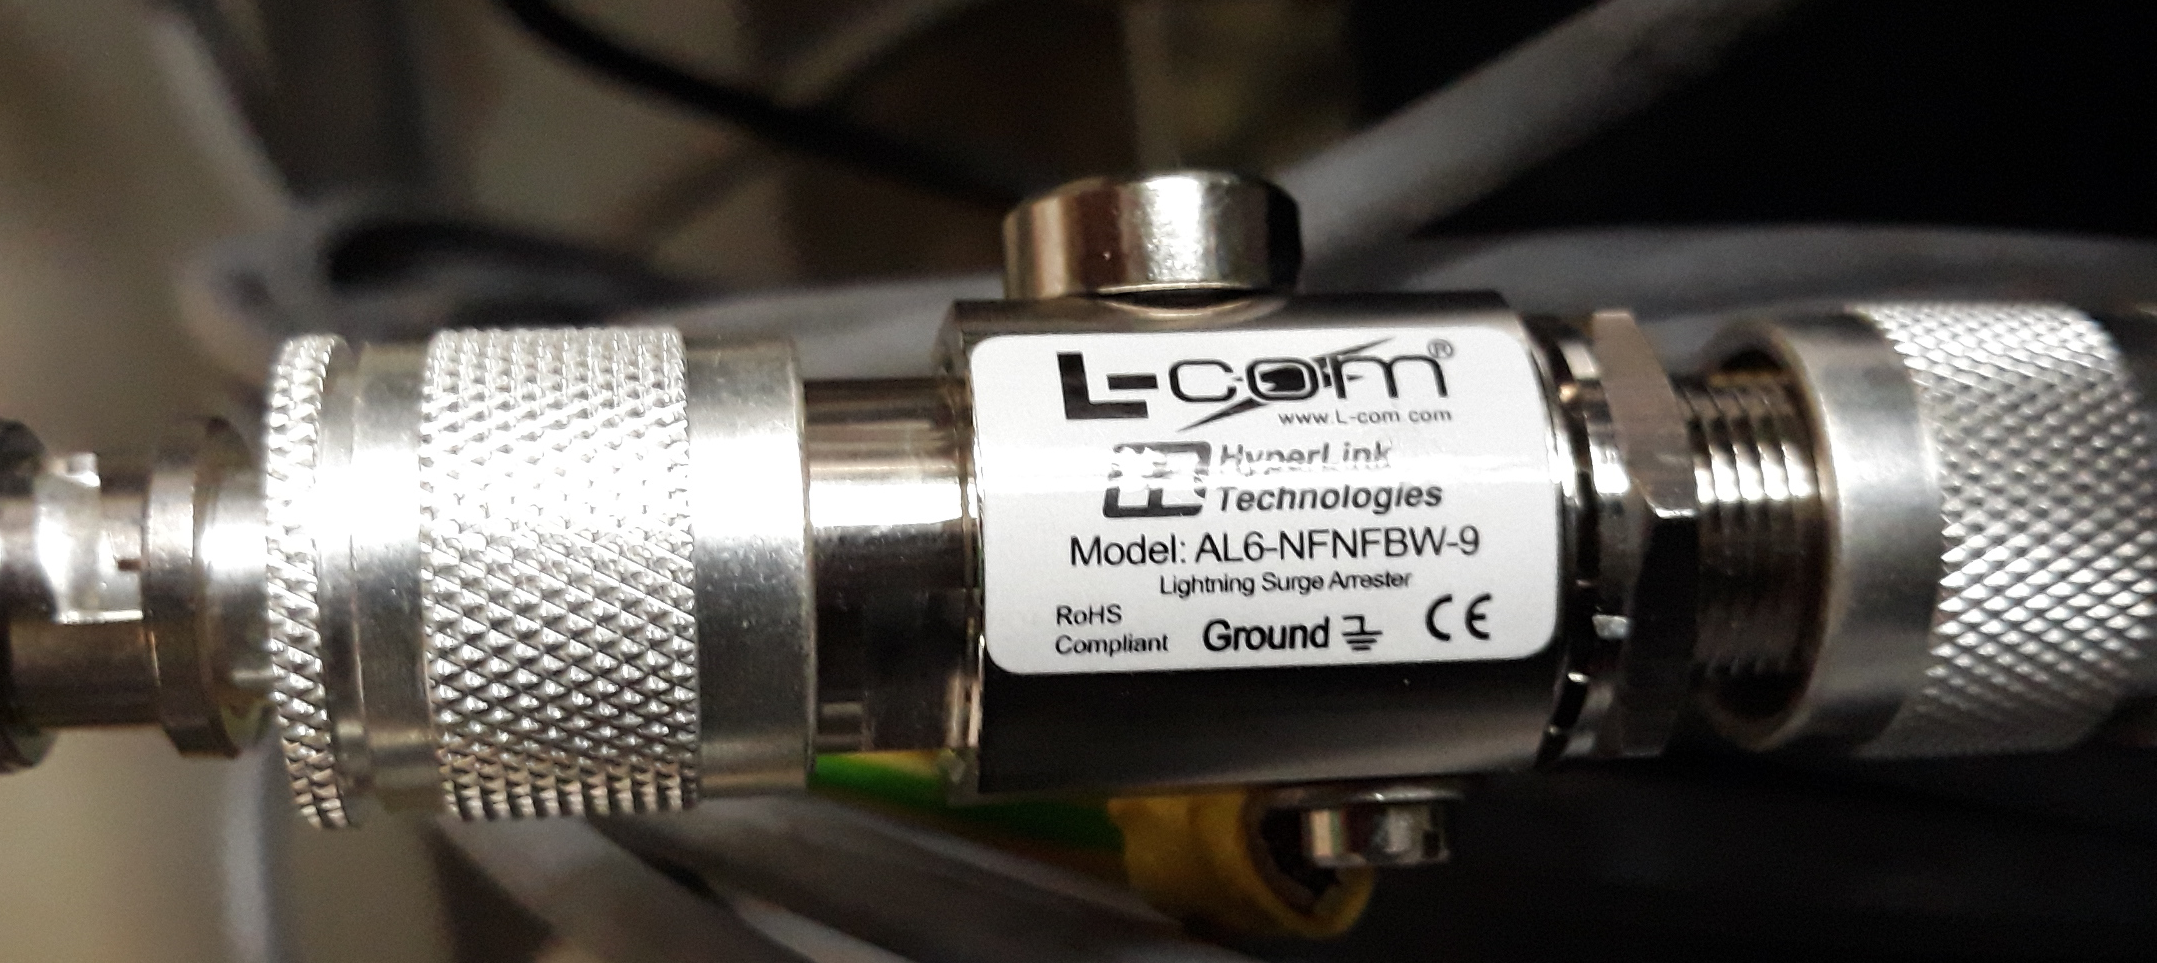 L-com®
www.L-com.com
HyperLink
Technologies
Model: AL6-NFNFBW-9
Lightning Surge Arrester
RoHS
Compliant
Ground
CE